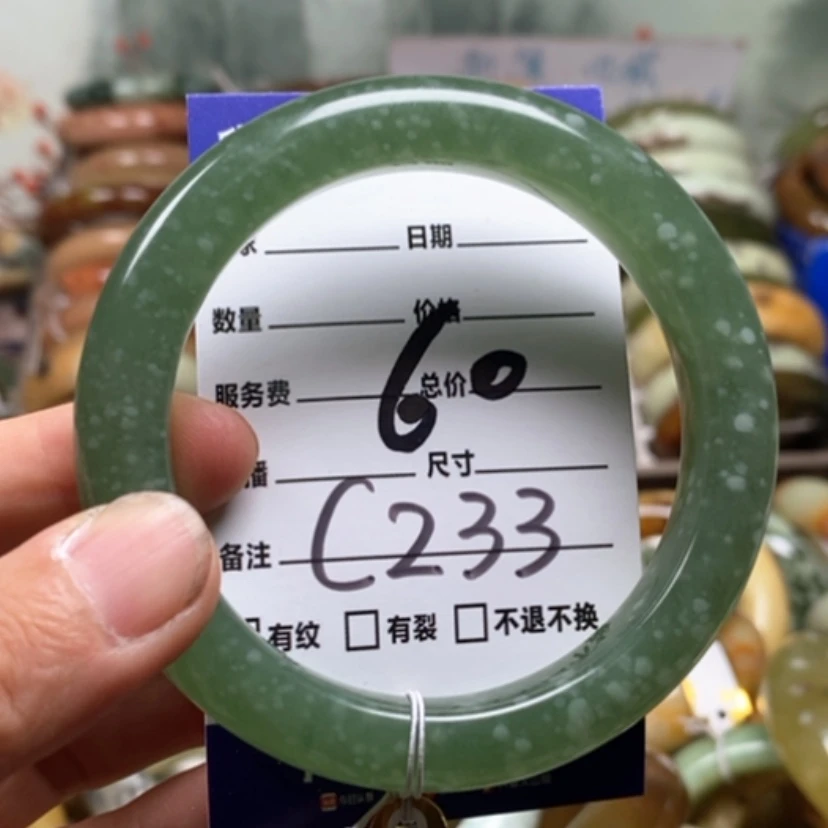 日期
数量 价格
60
服务费 总价
播 尺寸
C233
备注
有纹 有裂 不退不换